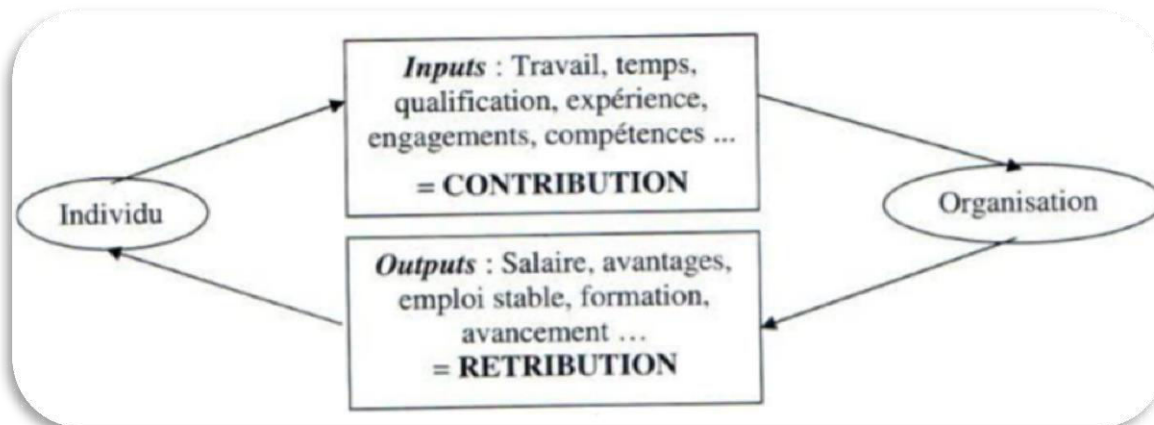 Inputs : Travail, temps,
qualification, expérience,
engagements, compétences ...
= CONTRIBUTION
Individu
Organisation
Outputs : Salaire, avantages,
emploi stable, formation,
avancement ...
= RETRIBUTION